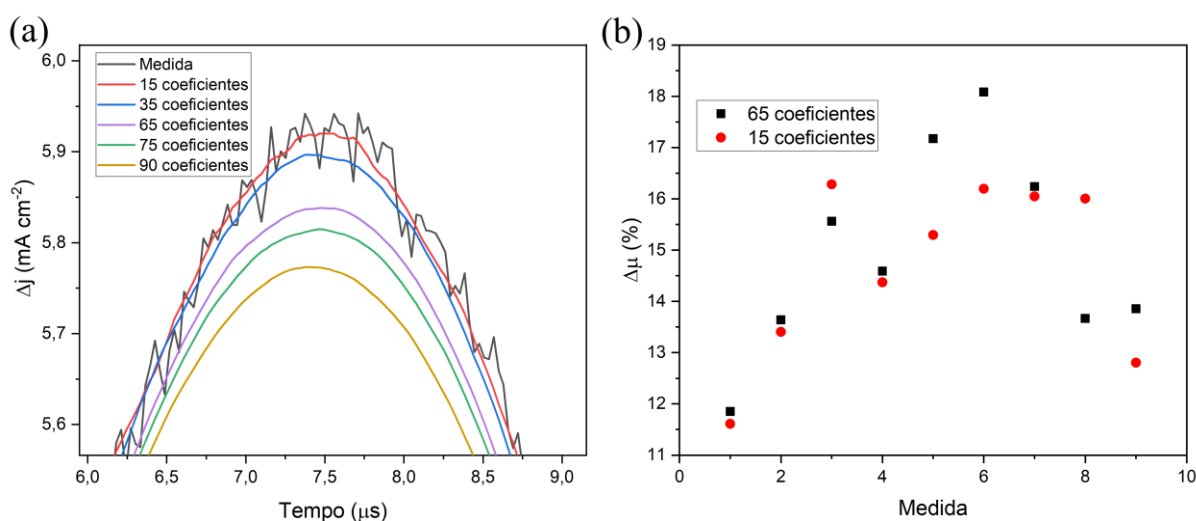 (a)
Δj (mA cm⁻²)
6,0
5,9
5,8
5,7
5,6
Medida
15 coeficientes
35 coeficientes
65 coeficientes
75 coeficientes
90 coeficientes
6,0 6,5 7,0 7,5 8,0 8,5 9,0
Tempo (μs)
(b)
Δμ (%)
19
18
17
16
15
14
13
12
11
65 coeficientes
15 coeficientes
0 2 4 6 8 10
Medida